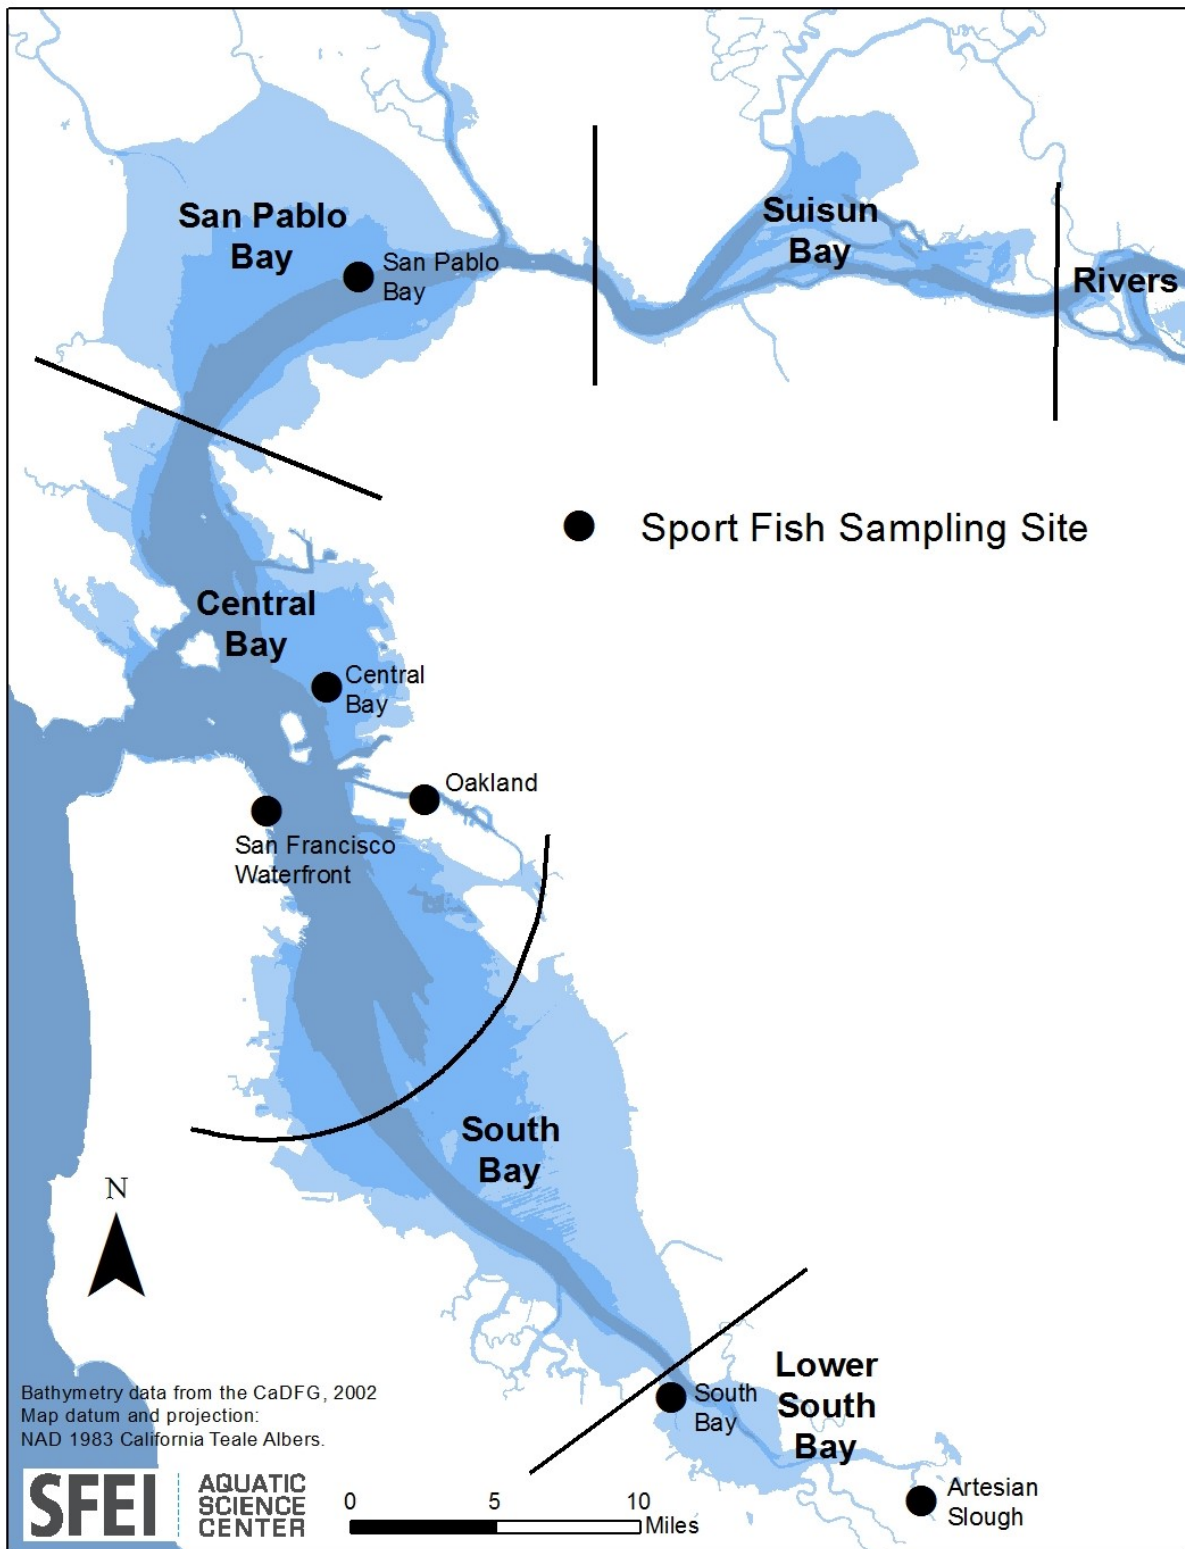 San Pablo
Bay
San Pablo
Bay
Suisun
Bay
Rivers
Sport Fish Sampling Site
Central
Bay
Central
Bay
Oakland
San Francisco
Waterfront
South
Bay
N
Lower
South
Bay
South
Bay
Artesian
Slough
Bathymetry data from the CaDFG, 2002
Map datum and projection:
NAD 1983 California Teale Albers.
SFEI
AQUATIC
SCIENCE
CENTER
0 5 10
Miles